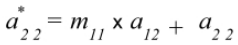 a*₂₂ = m₁₁ x a₁₂ + a₂₂